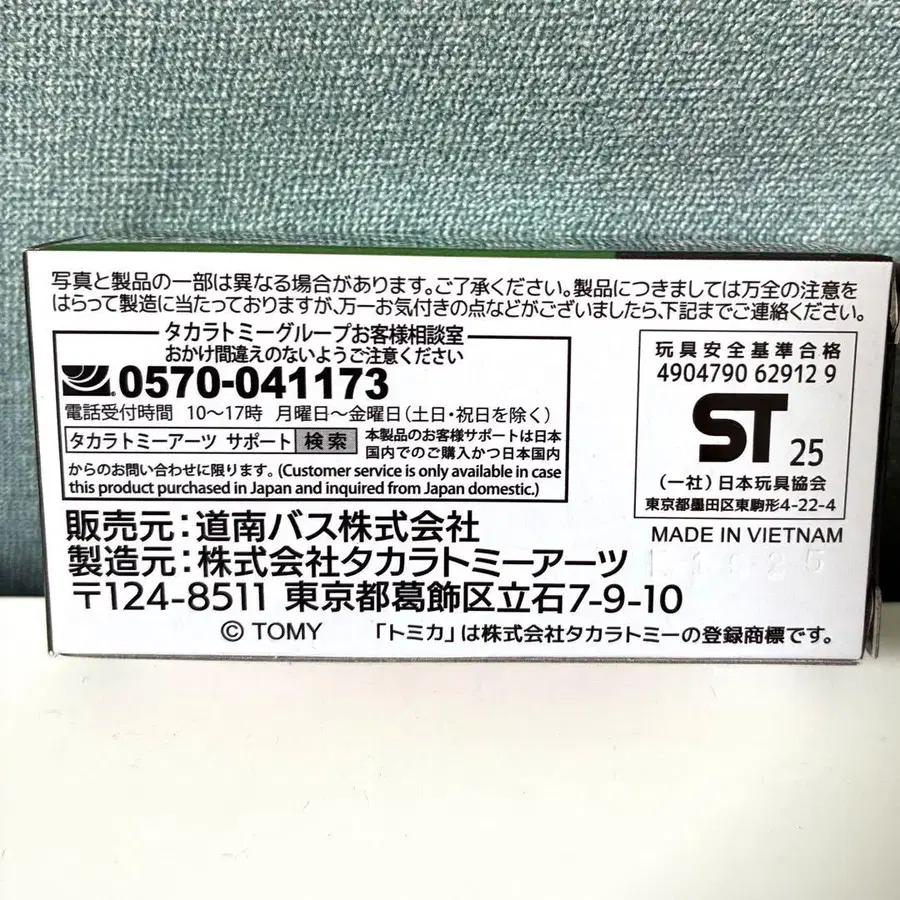 写真と製品の一部は異なる場合があります。ご了承ください。製品につきましては万全の注意を
はらって製造に当たっておりますが、万一お気付きの点などがございましたら、下記までご連絡ください。
タカラトミーグループお客様相談室
おかけ間違えのないようご注意ください
0570-041173
電話受付時間 10〜17時 月曜日〜金曜日(土日・祝日を除く)
タカラトミーアーツ サポート 検索 本製品のお客様サポートは日本
国内でのご購入かつ日本国内
からのお問い合わせに限ります。(Customer service is only available in case
this product purchased in Japan and inquired from Japan domestic.)
玩具安全基準合格
4904790 62912 9
ST 25
(一社)日本玩具協会
東京都墨田区東駒形4-22-4
MADE IN VIETNAM
販売元:道南バス株式会社
製造元:株式会社タカラトミーアーツ
〒124-8511 東京都葛飾区立石7-9-10
© TOMY 「トミカ」は株式会社タカラトミーの登録商標です。